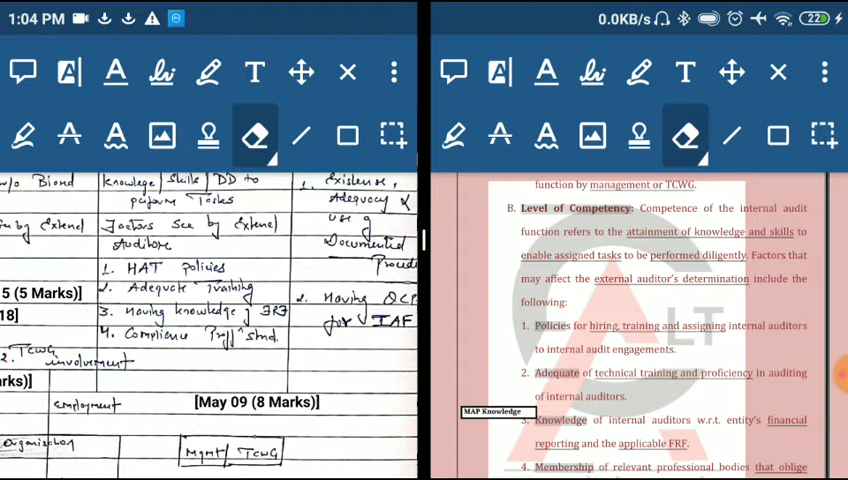 1:04 PM
0.0KB/s
22
w/o Biond
knowlege / Skills / DD to
perform Tasks
1. Existense,
Adequacy &
use of
Documented
Procedu
by Extend
Factors See by Extend
Auditore
1. HAT policies
2. Adequate Training
3. Having knowledge of FRF
4. Compliance Proff stnd.
2. Having QCP
for IAF
5 (5 Marks)]
18]
2. TCWG
involvement
rks)]
employment
[May 09 (8 Marks)]
Organisation
Mgmt / TCWG
function by management or TCWG.
B. Level of Competency: Competence of the internal audit
function refers to the attainment of knowledge and skills to
enable assigned tasks to be performed diligently. Factors that
may affect the external auditor's determination include the
following:
1. Policies for hiring, training and assigning internal auditors
to internal audit engagements.
2. Adequate of technical training and proficiency in auditing
of internal auditors.
MAP Knowledge
3. Knowledge of internal auditors w.r.t. entity's financial
reporting and the applicable FRF.
4. Membership of relevant professional bodies that oblige